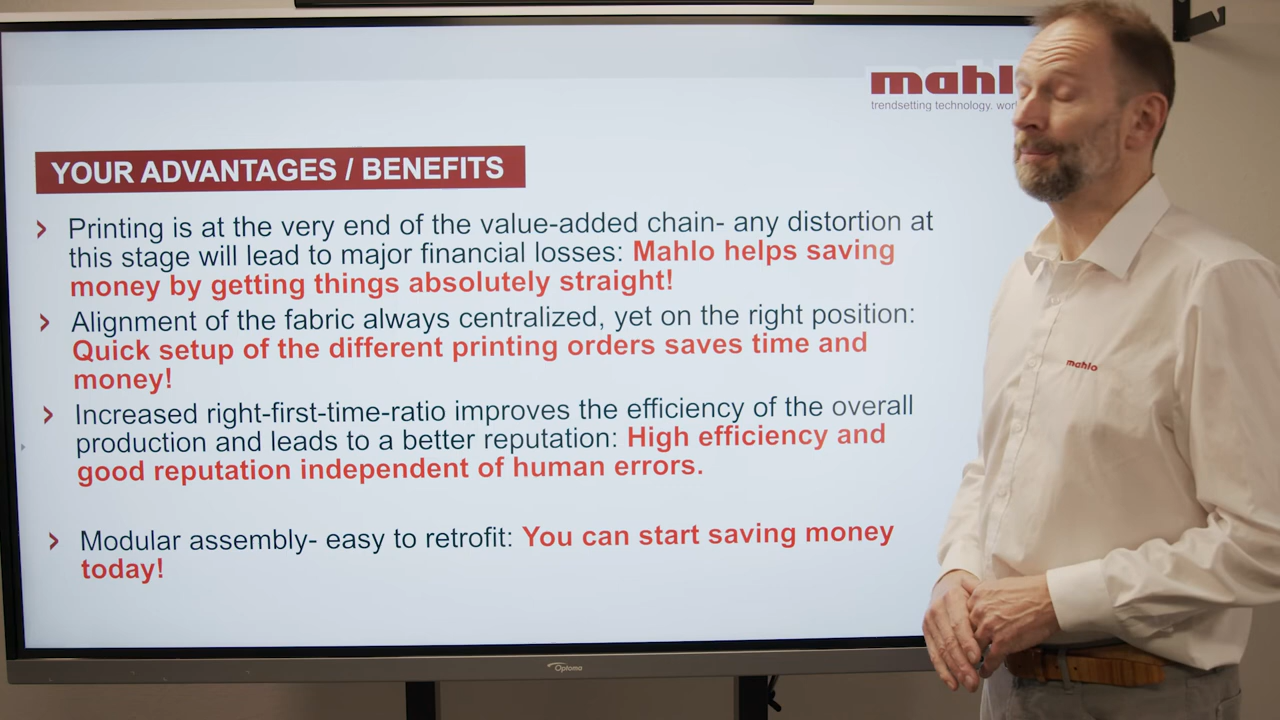 mahl
trendsetting technology.
YOUR ADVANTAGES / BENEFITS
Printing is at the very end of the value-added chain- any distortion at
this stage will lead to major financial losses: Mahlo helps saving
money by getting things absolutely straight!
Alignment of the fabric always centralized, yet on the right position:
Quick setup of the different printing orders saves time and
money!
Increased right-first-time-ratio improves the efficiency of the overall
production and leads to a better reputation: High efficiency and
good reputation independent of human errors.
Modular assembly- easy to retrofit: You can start saving money
today!
mahlo
Optoma